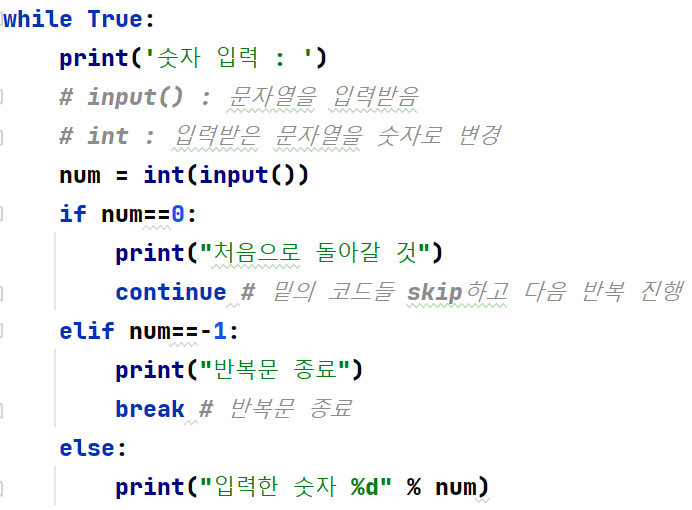 while True:
    print('숫자 입력 : ')
    # input() : 문자열을 입력받음
    # int : 입력받은 문자열을 숫자로 변경
    num = int(input())
    if num==0:
        print("처음으로 돌아갈 것")
        continue # 밑의 코드들 skip하고 다음 반복 진행
    elif num==-1:
        print("반복문 종료")
        break # 반복문 종료
    else:
        print("입력한 숫자 %d" % num)